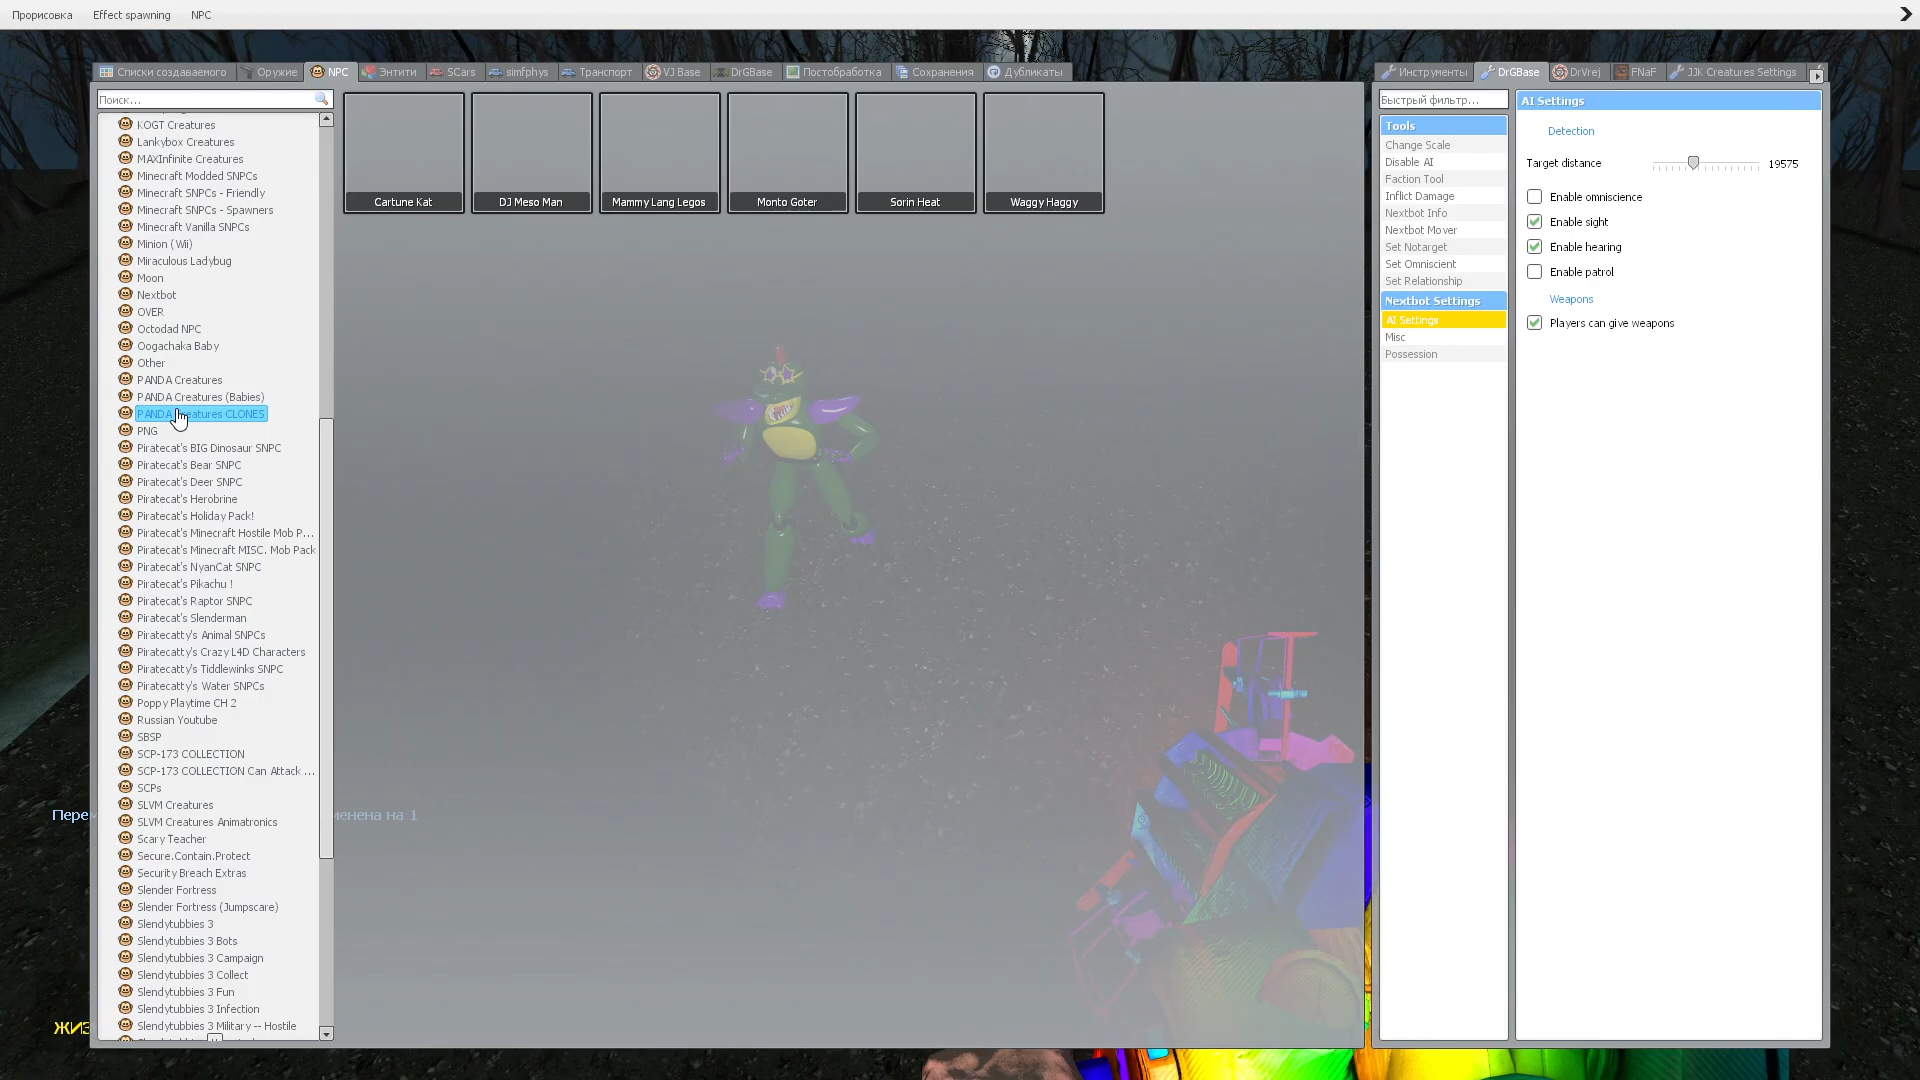 Прорисовка Effect spawning NPC
Списки создаваемого Оружие NPC Энтити SCars simfphys Транспорт VJ Base DrGBase Постобработка Сохранения Дубликаты
Поиск...
KOGT Creatures
Lankybox Creatures
MAXInfinite Creatures
Minecraft Modded SNPCs
Minecraft SNPCs - Friendly
Minecraft SNPCs - Spawners
Minecraft Vanilla SNPCs
Minion (Wii)
Miraculous Ladybug
Moon
Nextbot
OVER
Octodad NPC
Oogachaka Baby
Other
PANDA Creatures
PANDA Creatures (Babies)
PANDA Creatures CLONES
PNG
Piratecat's BIG Dinosaur SNPC
Piratecat's Bear SNPC
Piratecat's Deer SNPC
Piratecat's Herobrine
Piratecat's Holiday Pack!
Piratecat's Minecraft Hostile Mob P...
Piratecat's Minecraft MISC. Mob Pack
Piratecat's NyanCat SNPC
Piratecat's Pikachu !
Piratecat's Raptor SNPC
Piratecat's Slenderman
Piratecatty's Animal SNPCs
Piratecatty's Crazy L4D Characters
Piratecatty's Tiddlewinks SNPC
Piratecatty's Water SNPCs
Poppy Playtime CH 2
Russian Youtube
SBSP
SCP-173 COLLECTION
SCP-173 COLLECTION Can Attack ...
SCPs
SLVM Creatures
SLVM Creatures Animatronics
Scary Teacher
Secure.Contain.Protect
Security Breach Extras
Slender Fortress
Slender Fortress (Jumpscare)
Slendytubbies 3
Slendytubbies 3 Bots
Slendytubbies 3 Campaign
Slendytubbies 3 Collect
Slendytubbies 3 Fun
Slendytubbies 3 Infection
Slendytubbies 3 Military -- Hostile
Cartune Kat
DJ Meso Man
Mammy Lang Legos
Monto Goter
Sorin Heat
Waggy Haggy
Перем
менена на 1
ЖИЗ
Инструменты DrGBase DrVrej FNaF JJK Creatures Settings
Быстрый фильтр...
Tools
Change Scale
Disable AI
Faction Tool
Inflict Damage
Nextbot Info
Nextbot Mover
Set Notarget
Set Omniscient
Set Relationship
Nextbot Settings
AI Settings
Misc
Possession
AI Settings
Detection
Target distance 19575
Enable omniscience
Enable sight
Enable hearing
Enable patrol
Weapons
Players can give weapons